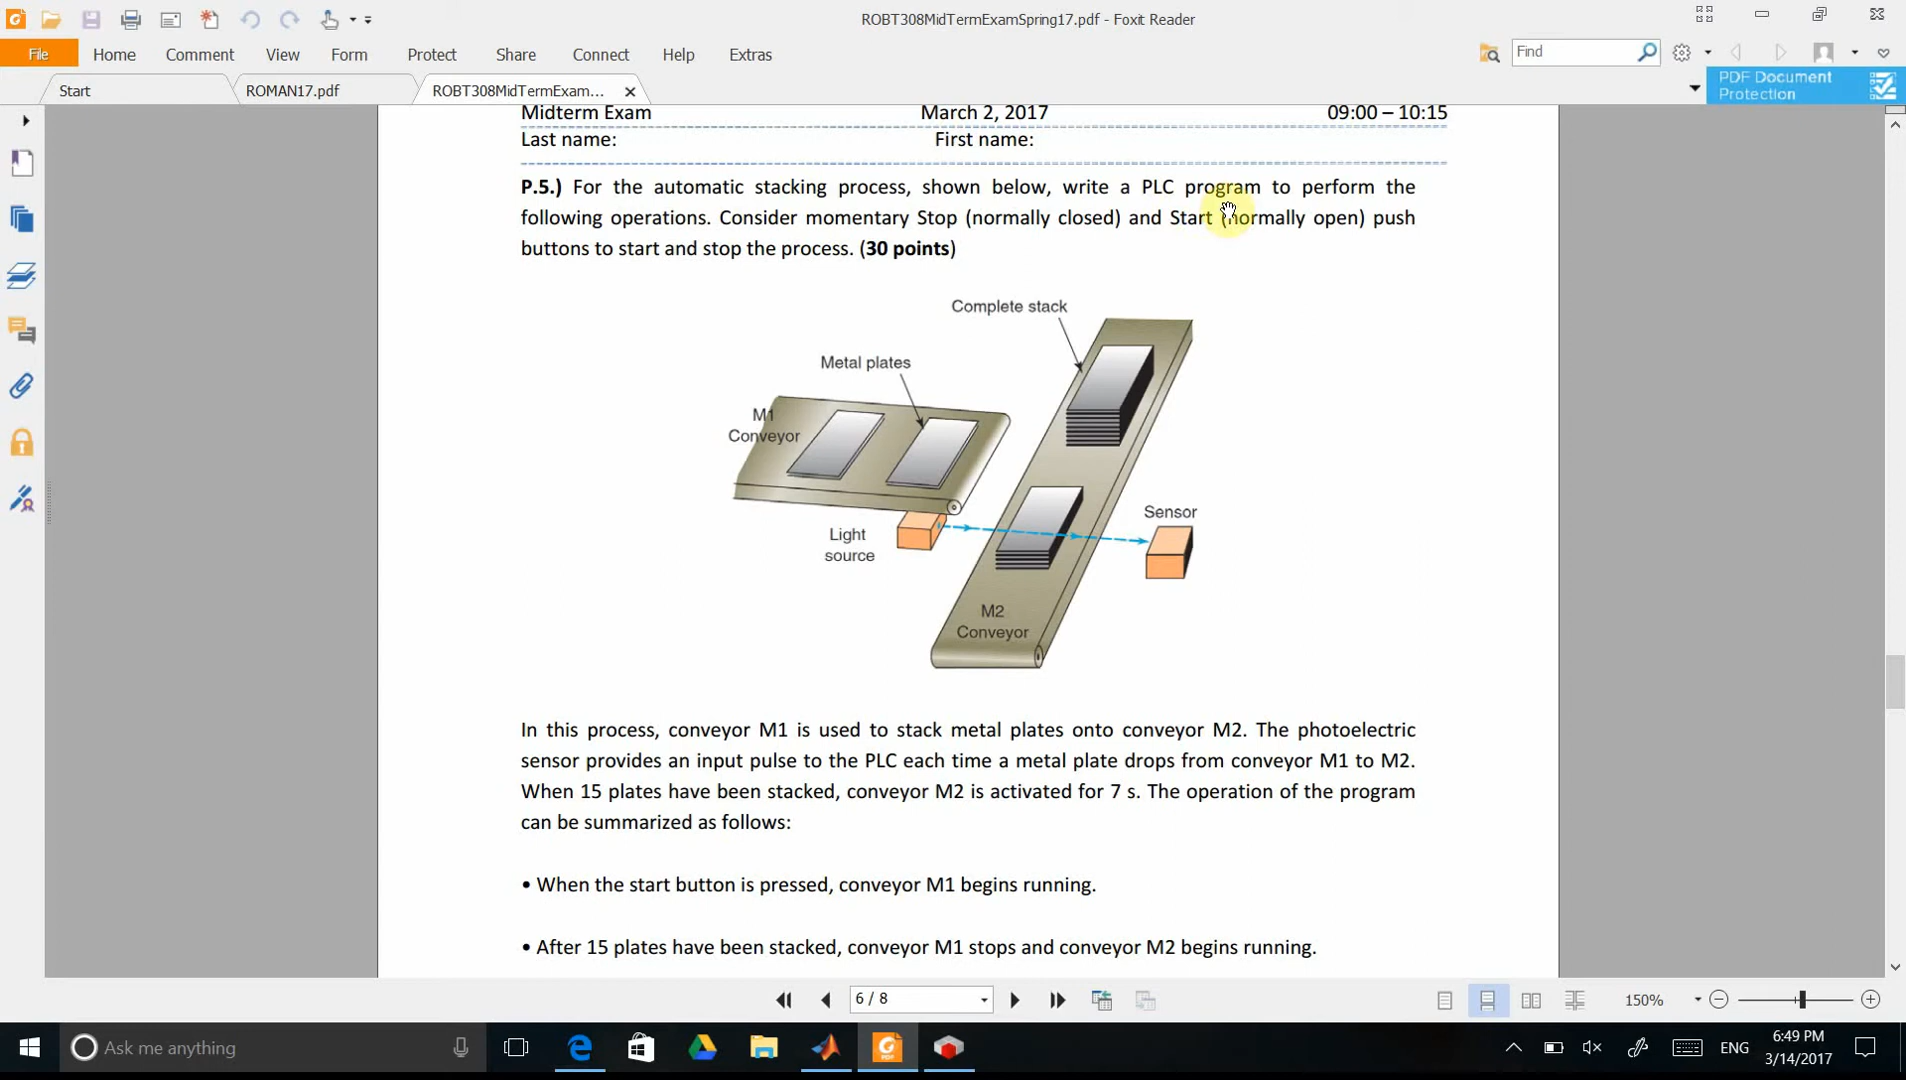 ROBT308MidTermExamSpring17.pdf - Foxit Reader
File Home Comment View Form Protect Share Connect Help Extras
Find
Start ROMAN17.pdf ROBT308MidTermExam...
PDF Document
Protection
Midterm Exam March 2, 2017 09:00 – 10:15
Last name: First name:
P.5.) For the automatic stacking process, shown below, write a PLC program to perform the
following operations. Consider momentary Stop (normally closed) and Start (normally open) push
buttons to start and stop the process. (30 points)
Complete stack
Metal plates
M1
Conveyor
Sensor
Light
source
M2
Conveyor
In this process, conveyor M1 is used to stack metal plates onto conveyor M2. The photoelectric
sensor provides an input pulse to the PLC each time a metal plate drops from conveyor M1 to M2.
When 15 plates have been stacked, conveyor M2 is activated for 7 s. The operation of the program
can be summarized as follows:
• When the start button is pressed, conveyor M1 begins running.
• After 15 plates have been stacked, conveyor M1 stops and conveyor M2 begins running.
6 / 8
150%
Ask me anything
ENG
6:49 PM
3/14/2017